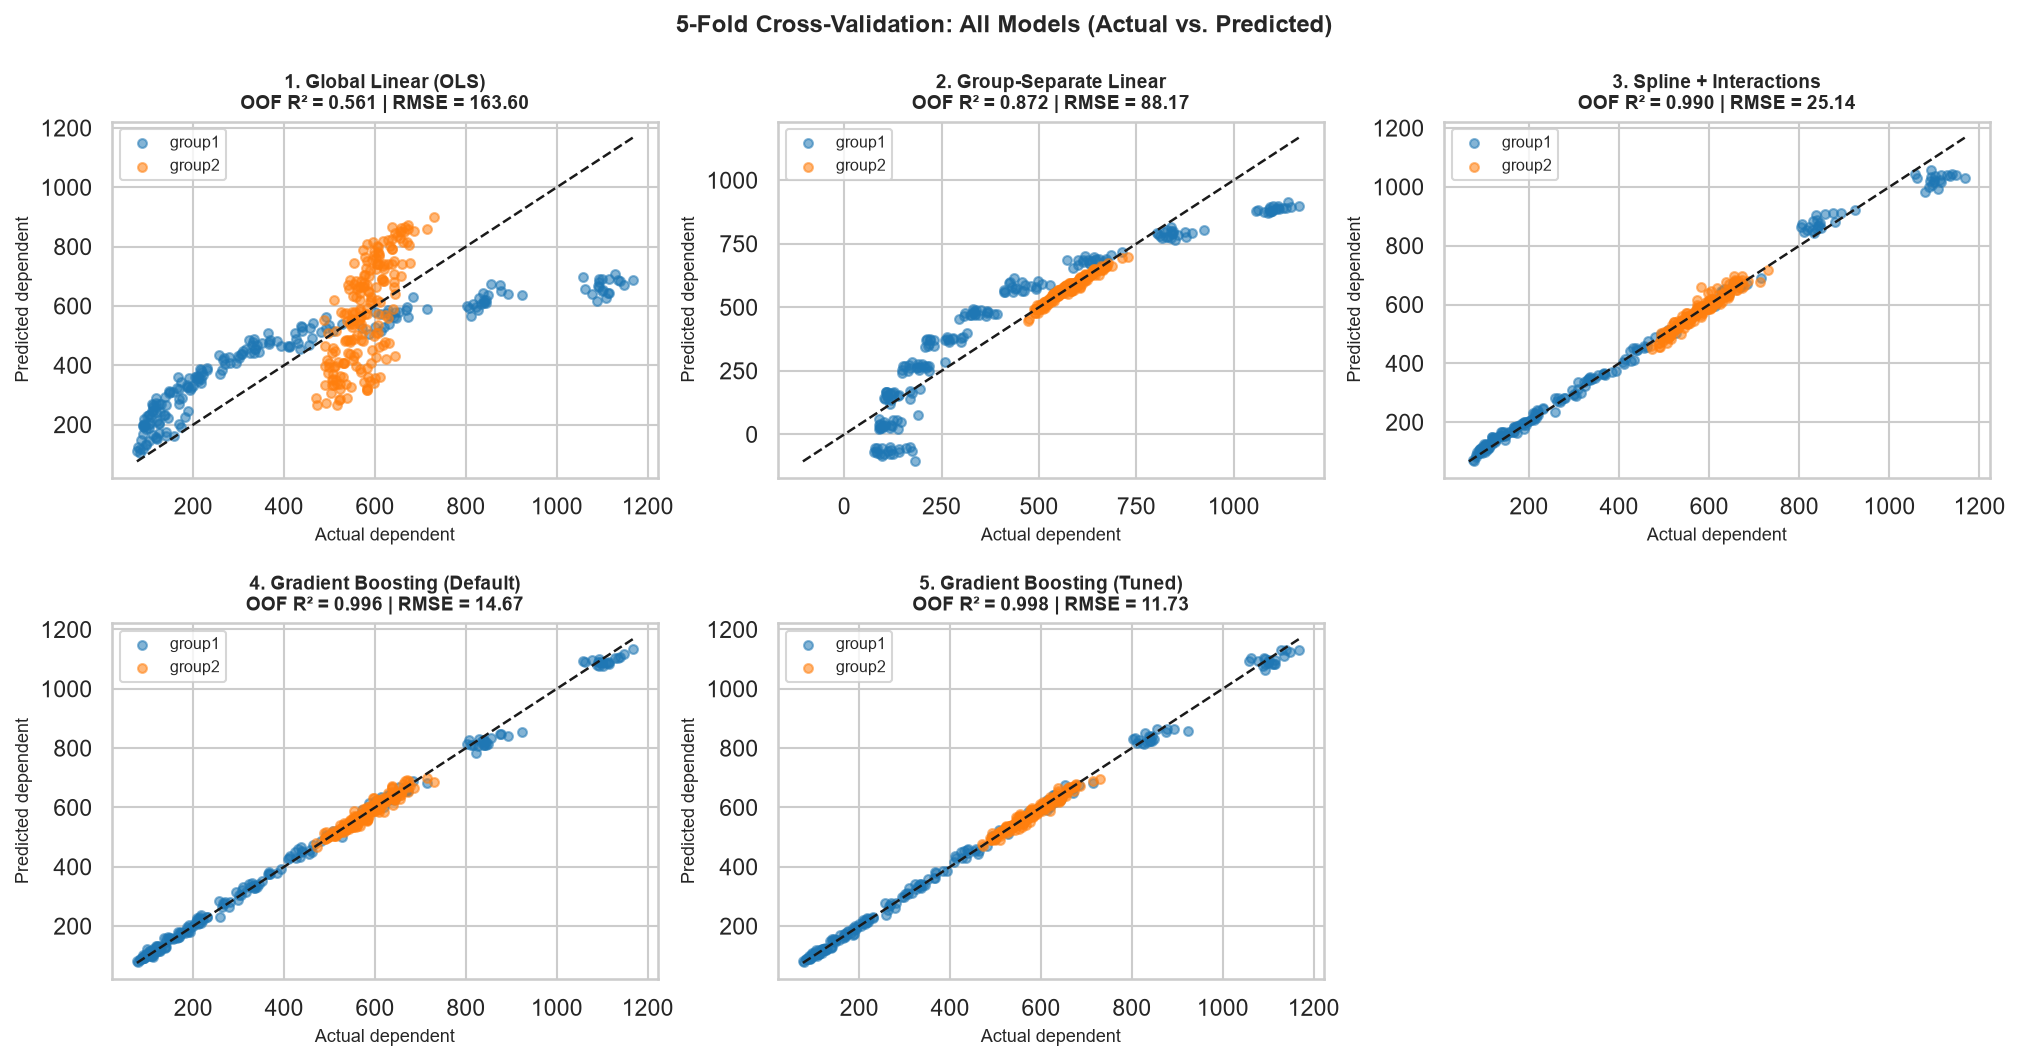 5-Fold Cross-Validation: All Models (Actual vs. Predicted)
1. Global Linear (OLS)
OOF R² = 0.561 | RMSE = 163.60
group1
group2
1200
1000
800
600
400
200
200 400 600 800 1000 1200
Predicted dependent
Actual dependent
2. Group-Separate Linear
OOF R² = 0.872 | RMSE = 88.17
group1
group2
1000
750
500
250
0
0 250 500 750 1000
Predicted dependent
Actual dependent
3. Spline + Interactions
OOF R² = 0.990 | RMSE = 25.14
group1
group2
1200
1000
800
600
400
200
200 400 600 800 1000 1200
Predicted dependent
Actual dependent
4. Gradient Boosting (Default)
OOF R² = 0.996 | RMSE = 14.67
group1
group2
1200
1000
800
600
400
200
200 400 600 800 1000 1200
Predicted dependent
Actual dependent
5. Gradient Boosting (Tuned)
OOF R² = 0.998 | RMSE = 11.73
group1
group2
1200
1000
800
600
400
200
200 400 600 800 1000 1200
Predicted dependent
Actual dependent